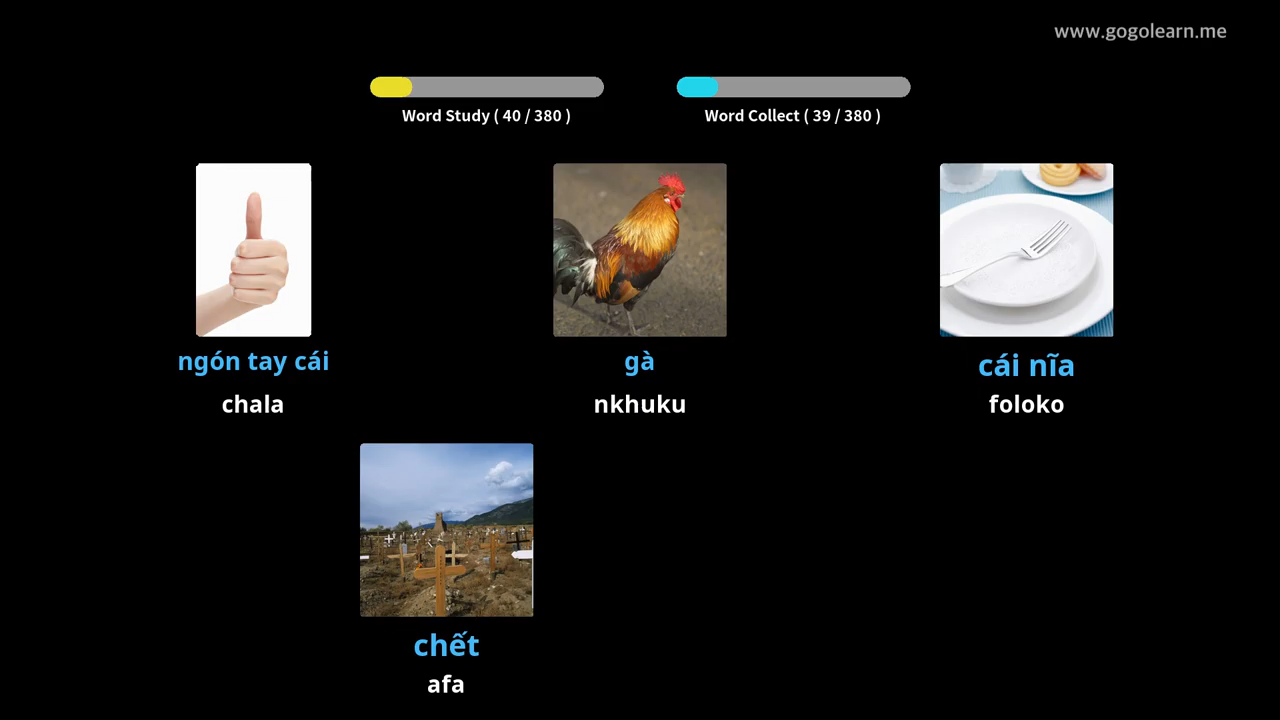 www.gogolearn.me
Word Study ( 40 / 380 )
Word Collect ( 39 / 380 )
ngón tay cái
chala
gà
nkhuku
cái nĩa
foloko
chết
afa